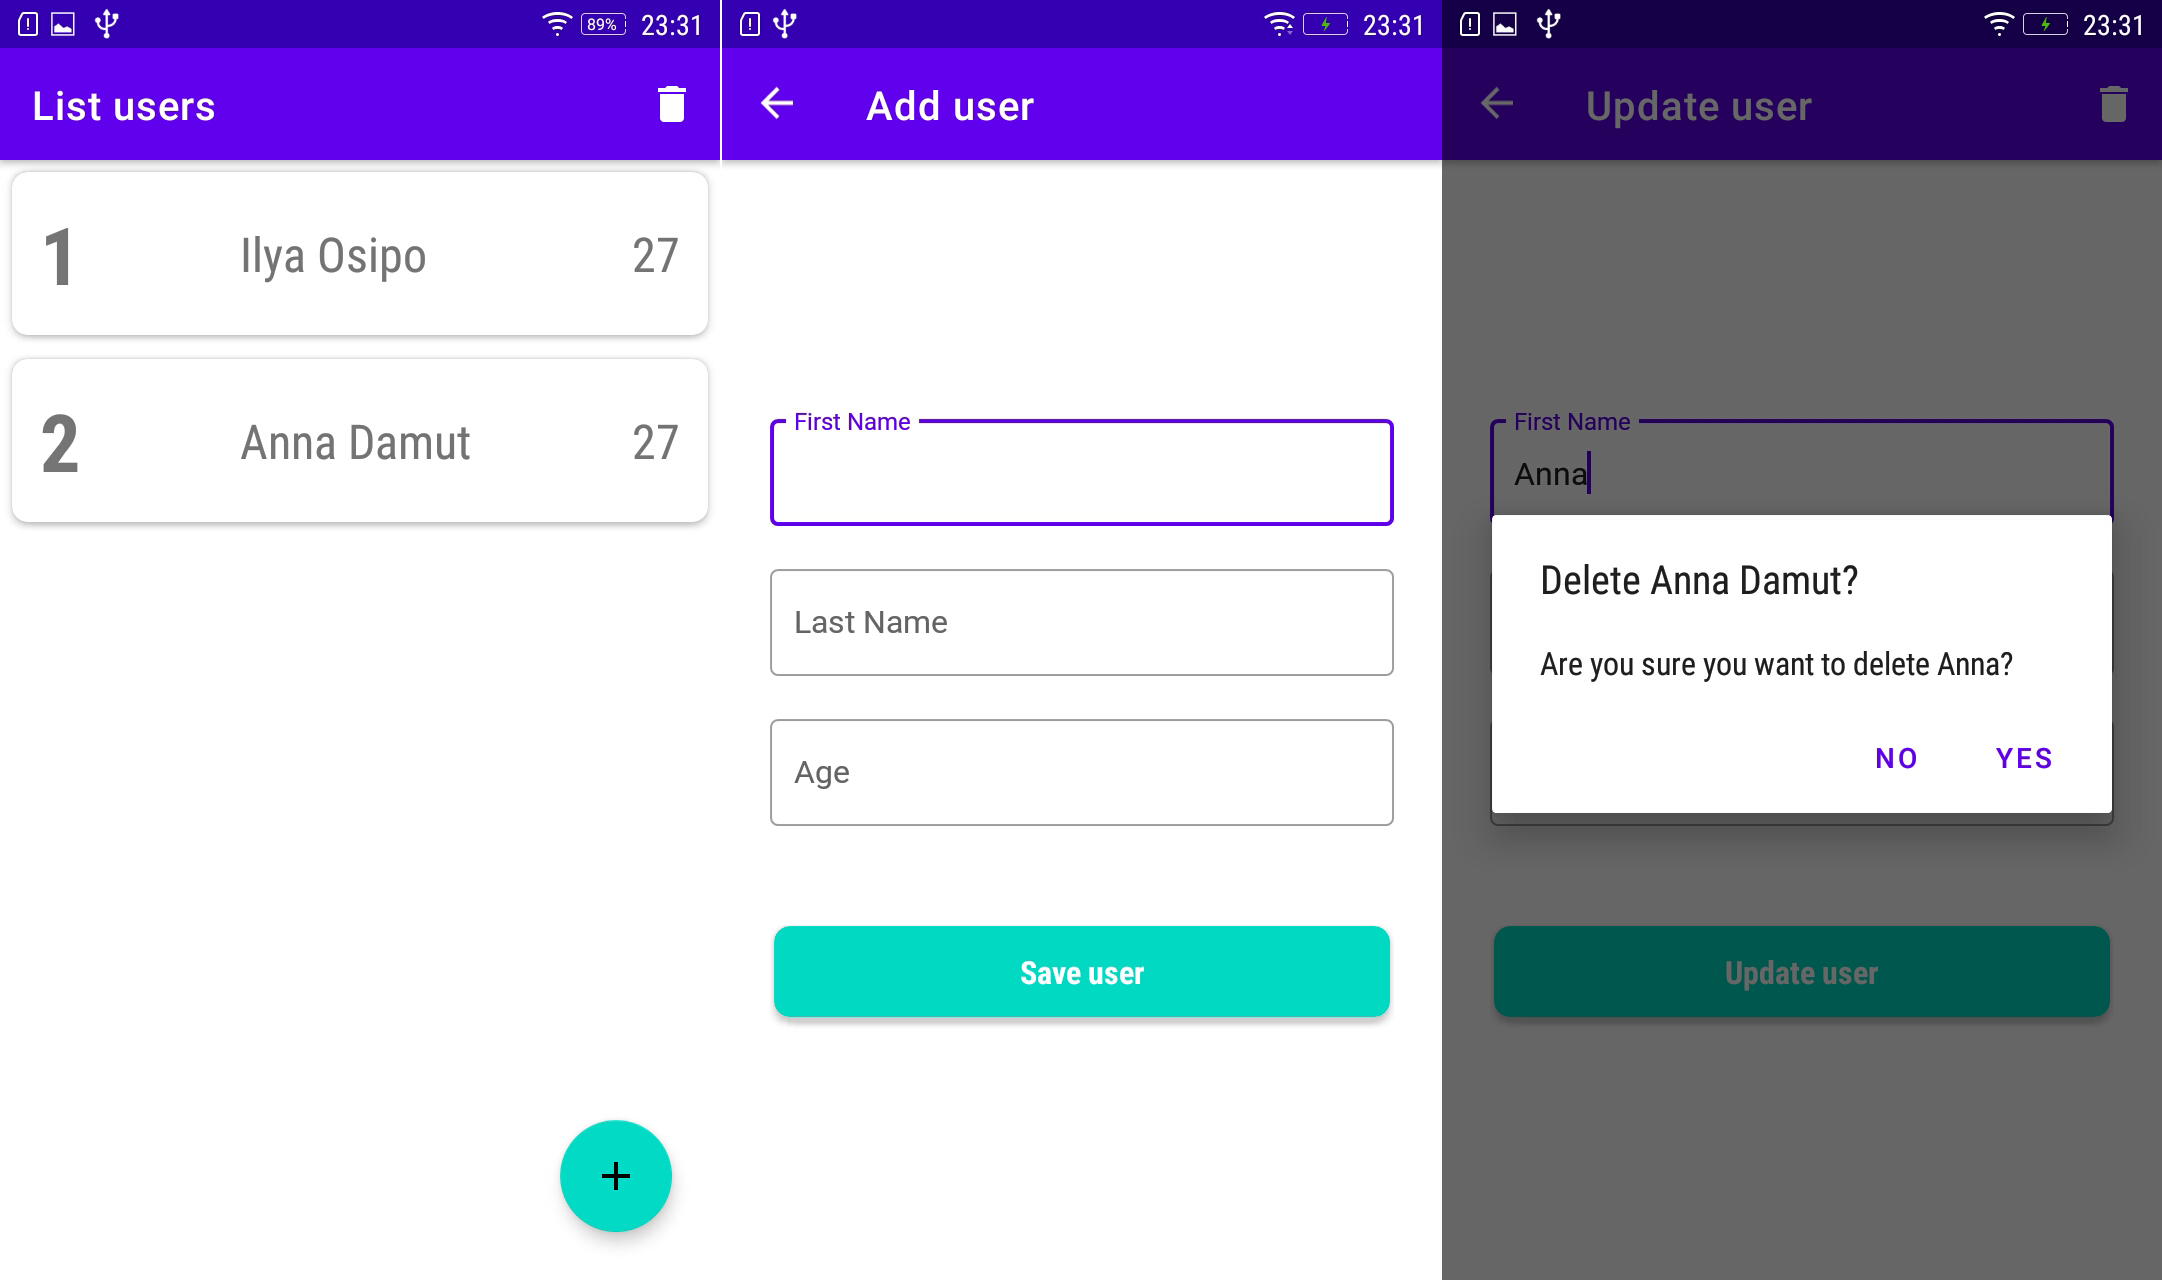 89% 23:31
List users
1 Ilya Osipo 27
2 Anna Damut 27
+
23:31
Add user
First Name
Last Name
Age
Save user
23:31
Update user
First Name
Anna
Delete Anna Damut?
Are you sure you want to delete Anna?
NO YES
Update user